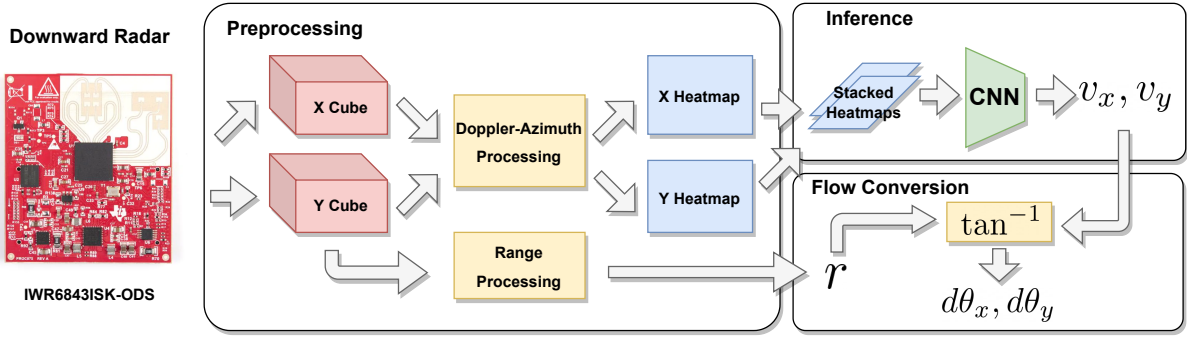 Downward Radar
IWR6843ISK-ODS
Preprocessing
X Cube
Y Cube
Doppler-Azimuth
Processing
Range
Processing
X Heatmap
Y Heatmap
Inference
Stacked
Heatmaps
CNN
v_x, v_y
Flow Conversion
r
tan⁻¹
dθ_x, dθ_y